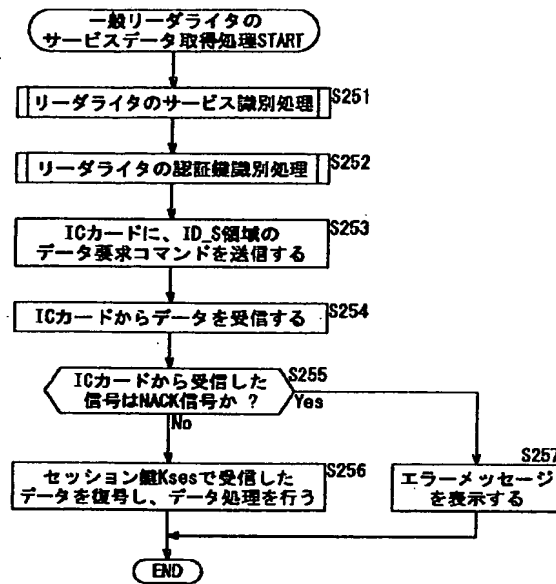 一般リーダライタの
サービスデータ取得処理START
リーダライタのサービス識別処理
S251
リーダライタの認証鍵識別処理
S252
ICカードに、ID_S領域の
データ要求コマンドを送信する
S253
ICカードからデータを受信する
S254
ICカードから受信した
信号はNACK信号か ?
S255
Yes
No
セッション鍵Ksesで受信した
データを復号し、データ処理を行う
S256
エラーメッセージ
を表示する
S257
END